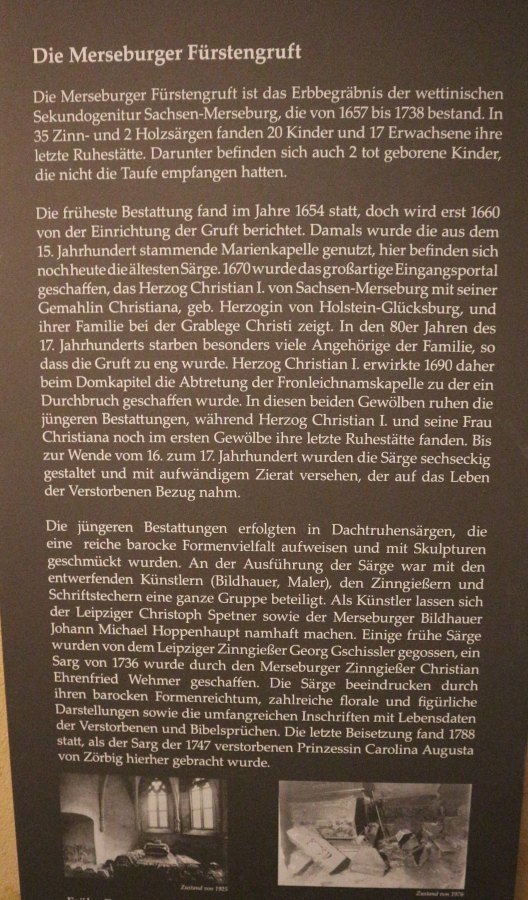 Die Merseburger Fürstengruft
Die Merseburger Fürstengruft ist das Erbbegräbnis der wettinischen
Sekundogenitur Sachsen-Merseburg, die von 1657 bis 1738 bestand. In
35 Zinn- und 2 Holzsärgen fanden 20 Kinder und 17 Erwachsene ihre
letzte Ruhestätte. Darunter befinden sich auch 2 tot geborene Kinder,
die nicht die Taufe empfangen hatten.
Die früheste Bestattung fand im Jahre 1654 statt, doch wird erst 1660
von der Einrichtung der Gruft berichtet. Damals wurde die aus dem
15. Jahrhundert stammende Marienkapelle genutzt, hier befinden sich
noch heute die ältesten Särge. 1670 wurde das großartige Eingangsportal
geschaffen, das Herzog Christian I. von Sachsen-Merseburg mit seiner
Gemahlin Christiana, geb. Herzogin von Holstein-Glücksburg, und
ihrer Familie bei der Grablege Christi zeigt. In den 80er Jahren des
17. Jahrhunderts starben besonders viele Angehörige der Familie, so
dass die Gruft zu eng wurde. Herzog Christian I. erwirkte 1690 daher
beim Domkapitel die Abtretung der Fronleichnamskapelle zu der ein
Durchbruch geschaffen wurde. In diesen beiden Gewölben ruhen die
jüngeren Bestattungen, während Herzog Christian I. und seine Frau
Christiana noch im ersten Gewölbe ihre letzte Ruhestätte fanden. Bis
zur Wende vom 16. zum 17. Jahrhundert wurden die Särge sechseckig
gestaltet und mit aufwändigem Zierat versehen, der auf das Leben
der Verstorbenen Bezug nahm.
Die jüngeren Bestattungen erfolgten in Dachtruhensärgen, die
eine reiche barocke Formenvielfalt aufweisen und mit Skulpturen
geschmückt wurden. An der Ausführung der Särge war mit den
entwerfenden Künstlern (Bildhauer, Maler), den Zinngießern und
Schriftstechern eine ganze Gruppe beteiligt. Als Künstler lassen sich
der Leipziger Christoph Spetner sowie der Merseburger Bildhauer
Johann Michael Hoppenhaupt namhaft machen. Einige frühe Särge
wurden von dem Leipziger Zinngießer Georg Gschissler gegossen, ein
Sarg von 1736 wurde durch den Merseburger Zinngießer Christian
Ehrenfried Wehmer geschaffen. Die Särge beeindrucken durch
ihren barocken Formenreichtum, zahlreiche florale und figürliche
Darstellungen sowie die umfangreichen Inschriften mit Lebensdaten
der Verstorbenen und Bibelsprüchen. Die letzte Beisetzung fand 1788
statt, als der Sarg der 1747 verstorbenen Prinzessin Carolina Augusta
von Zörbig hierher gebracht wurde.
Zustand von 1925
Zustand von 1976